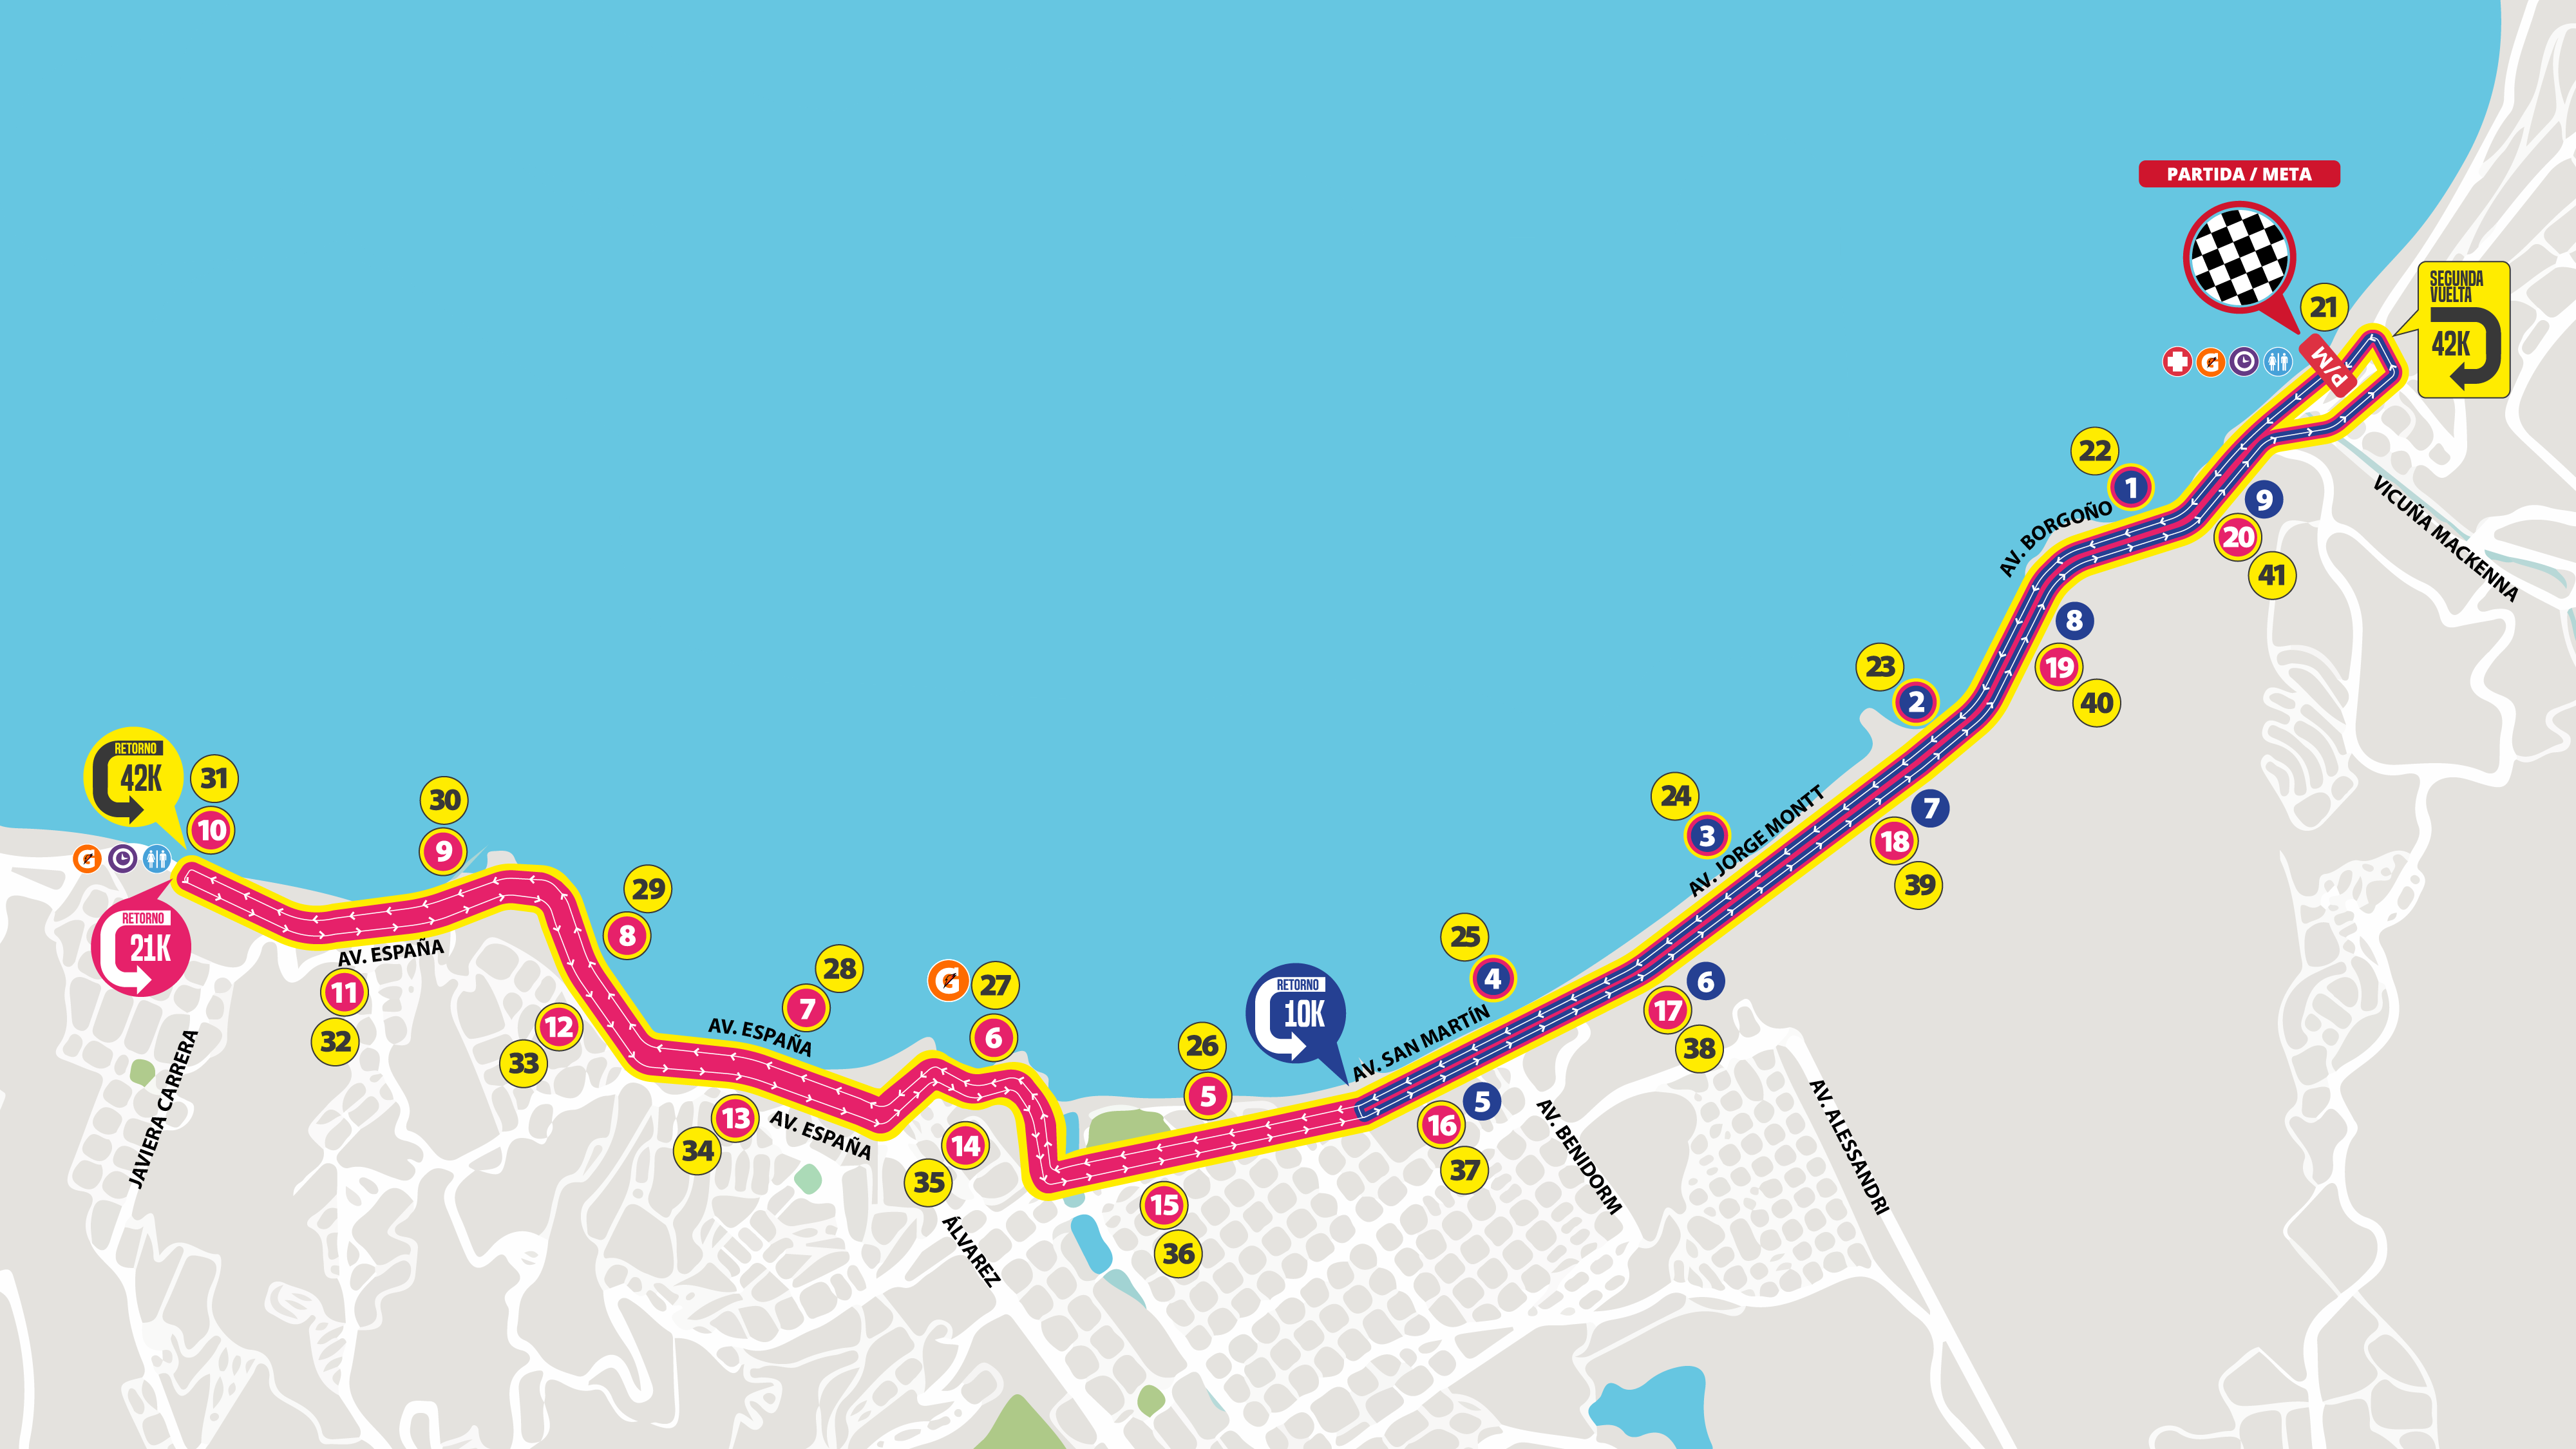 PARTIDA / META
SEGUNDA
VUELTA
42K
21
P/M
G
22
1
AV. BORGOÑO
9
20
41
VICUÑA MACKENNA
8
19
40
23
2
7
18
39
24
3
AV. JORGE MONTT
25
4
6
17
38
RETORNO
10K
AV. SAN MARTÍN
5
16
37
AV. BENIDORM
AV. ALESSANDRI
26
5
15
36
G
27
6
14
35
ÁLVAREZ
28
7
AV. ESPAÑA
13
34
AV. ESPAÑA
29
8
12
33
30
9
AV. ESPAÑA
11
32
31
10
RETORNO
42K
G
RETORNO
21K
JAVIERA CARRERA